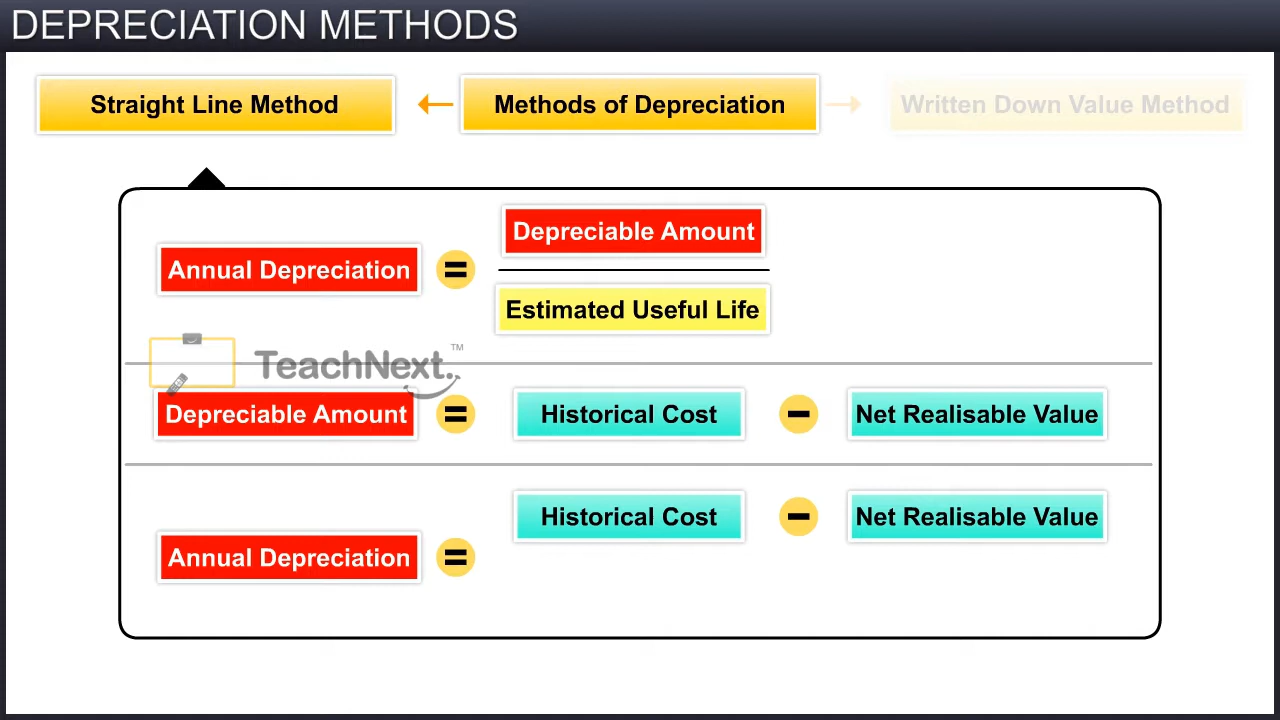 DEPRECIATION METHODS
Straight Line Method
Methods of Depreciation
Written Down Value Method
Annual Depreciation = Depreciable Amount
Estimated Useful Life
TeachNext.™
Depreciable Amount = Historical Cost − Net Realisable Value
Historical Cost − Net Realisable Value
Annual Depreciation =